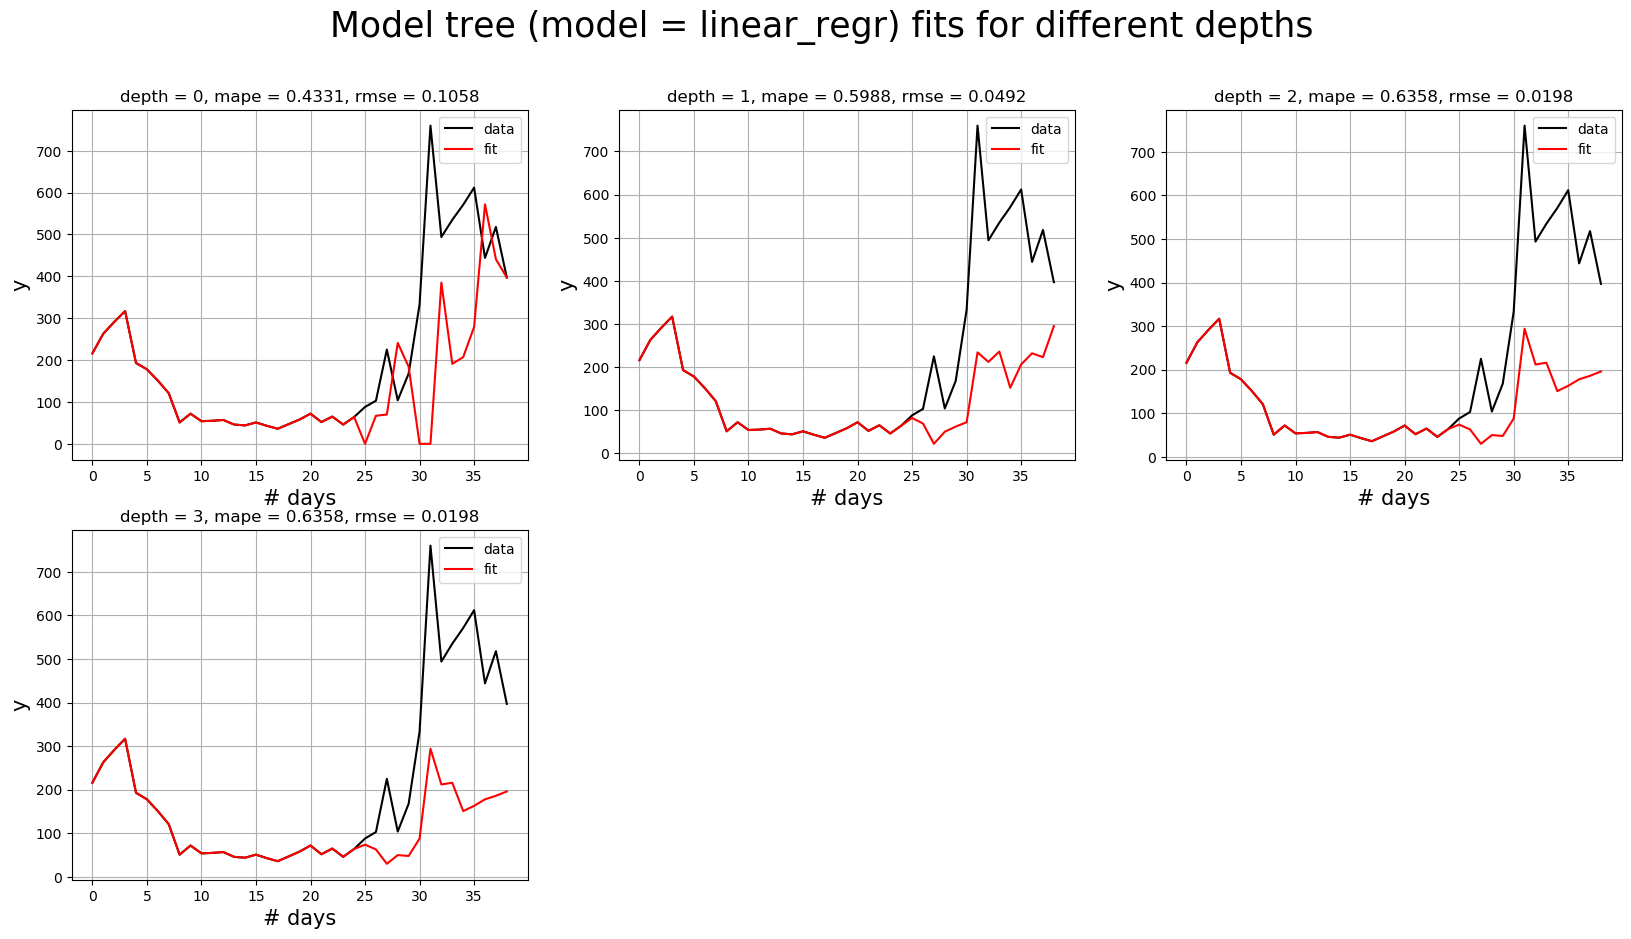 Model tree (model = linear_regr) fits for different depths
depth = 0, mape = 0.4331, rmse = 0.1058
data
fit
700
600
500
400
300
200
100
0
y
0 5 10 15 20 25 30 35
# days
depth = 1, mape = 0.5988, rmse = 0.0492
data
fit
700
600
500
400
300
200
100
0
y
0 5 10 15 20 25 30 35
# days
depth = 2, mape = 0.6358, rmse = 0.0198
data
fit
700
600
500
400
300
200
100
0
y
0 5 10 15 20 25 30 35
# days
depth = 3, mape = 0.6358, rmse = 0.0198
data
fit
700
600
500
400
300
200
100
0
y
0 5 10 15 20 25 30 35
# days